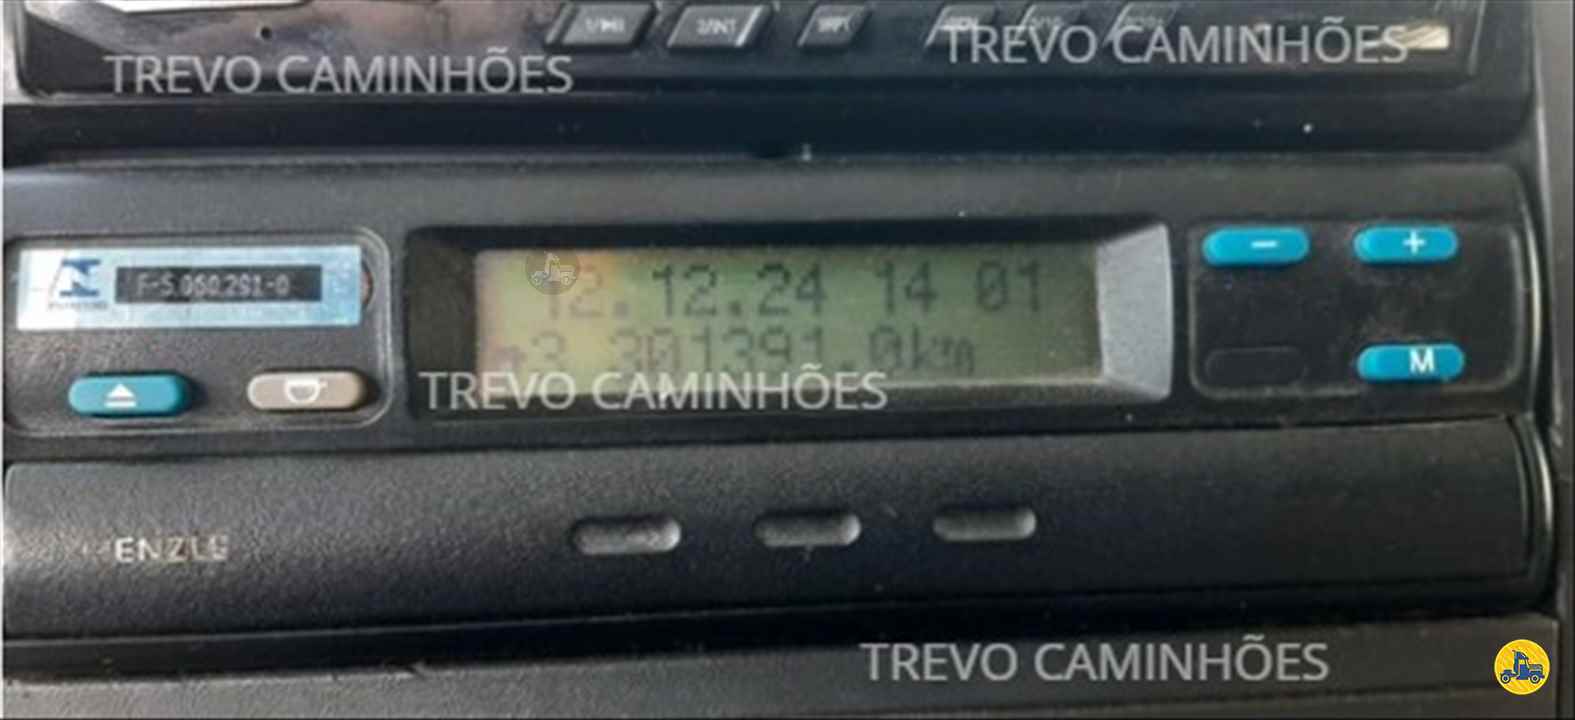 TREVO CAMINHÕES
TREVO CAMINHÕES
F-5.060.291-0
12.12.24 14 01
301391.0km
TREVO CAMINHÕES
M
ENZLE
TREVO CAMINHÕES